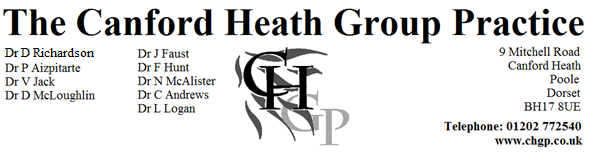 The Canford Heath Group Practice
Dr D Richardson
Dr P Aizpitarte
Dr V Jack
Dr D McLoughlin
Dr J Faust
Dr F Hunt
Dr N McAlister
Dr C Andrews
Dr L Logan
CH
GP
9 Mitchell Road
Canford Heath
Poole
Dorset
BH17 8UE
Telephone: 01202 772540
www.chgp.co.uk